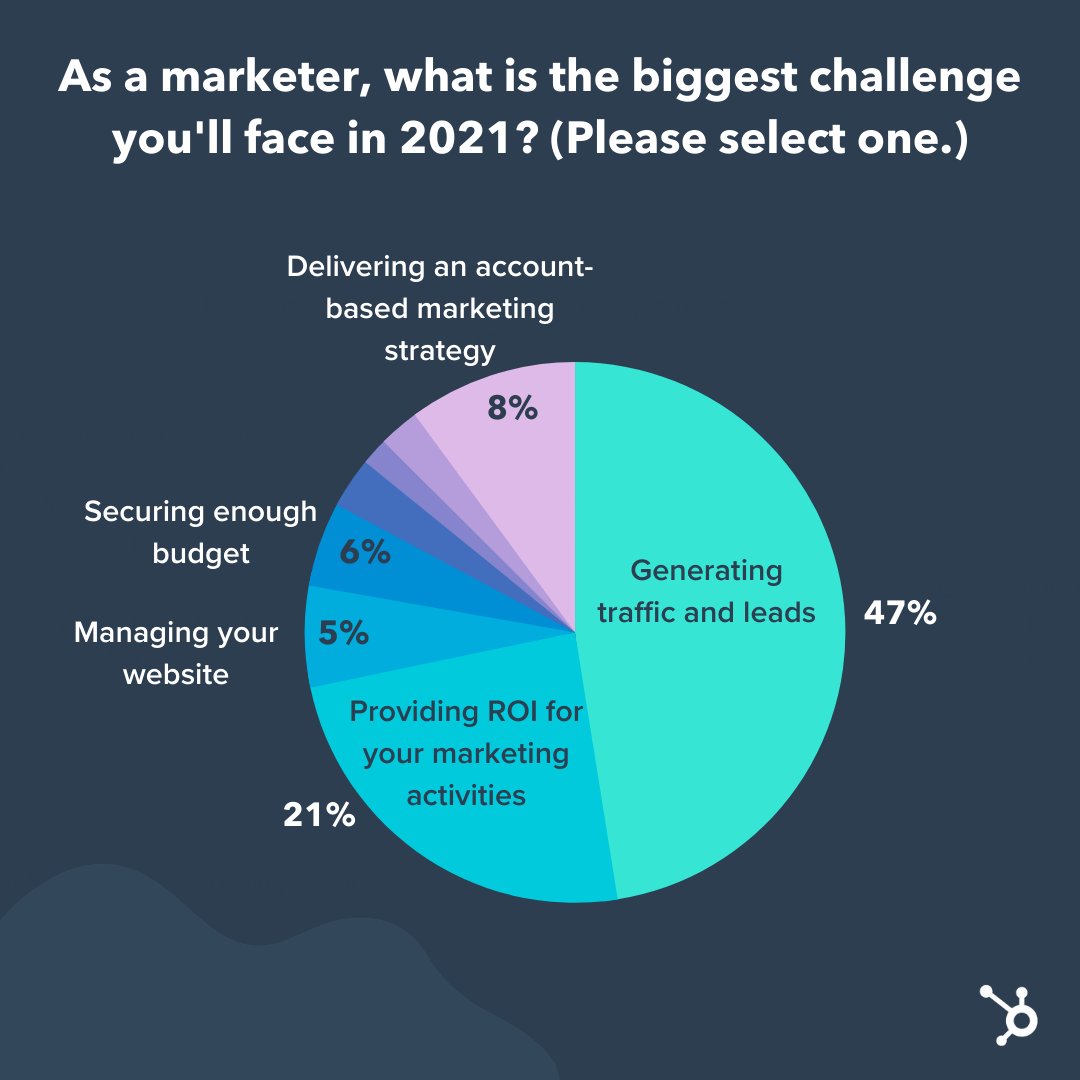 As a marketer, what is the biggest challenge
you'll face in 2021? (Please select one.)
Delivering an account-
based marketing
strategy
8%
Securing enough
budget
6%
Generating
traffic and leads
47%
Managing your
website
5%
Providing ROI for
your marketing
activities
21%